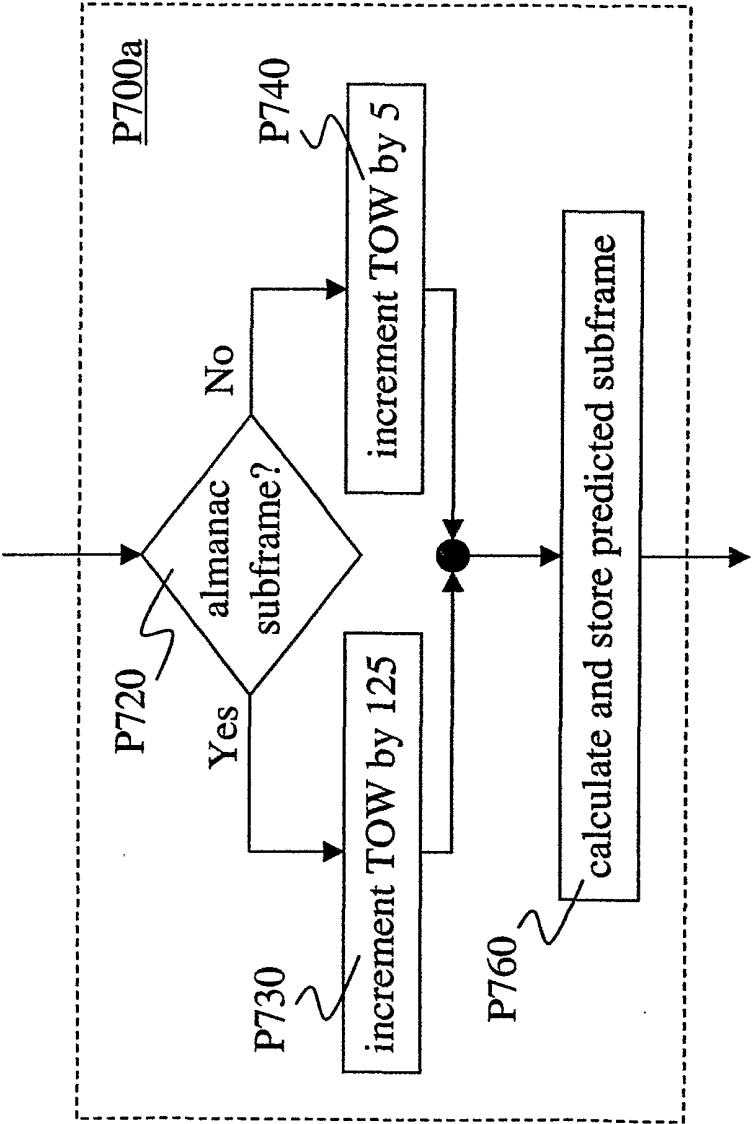 P700a
P720
almanac
subframe?
Yes
No
P730
increment TOW by 125
P740
increment TOW by 5
P760
calculate and store predicted subframe